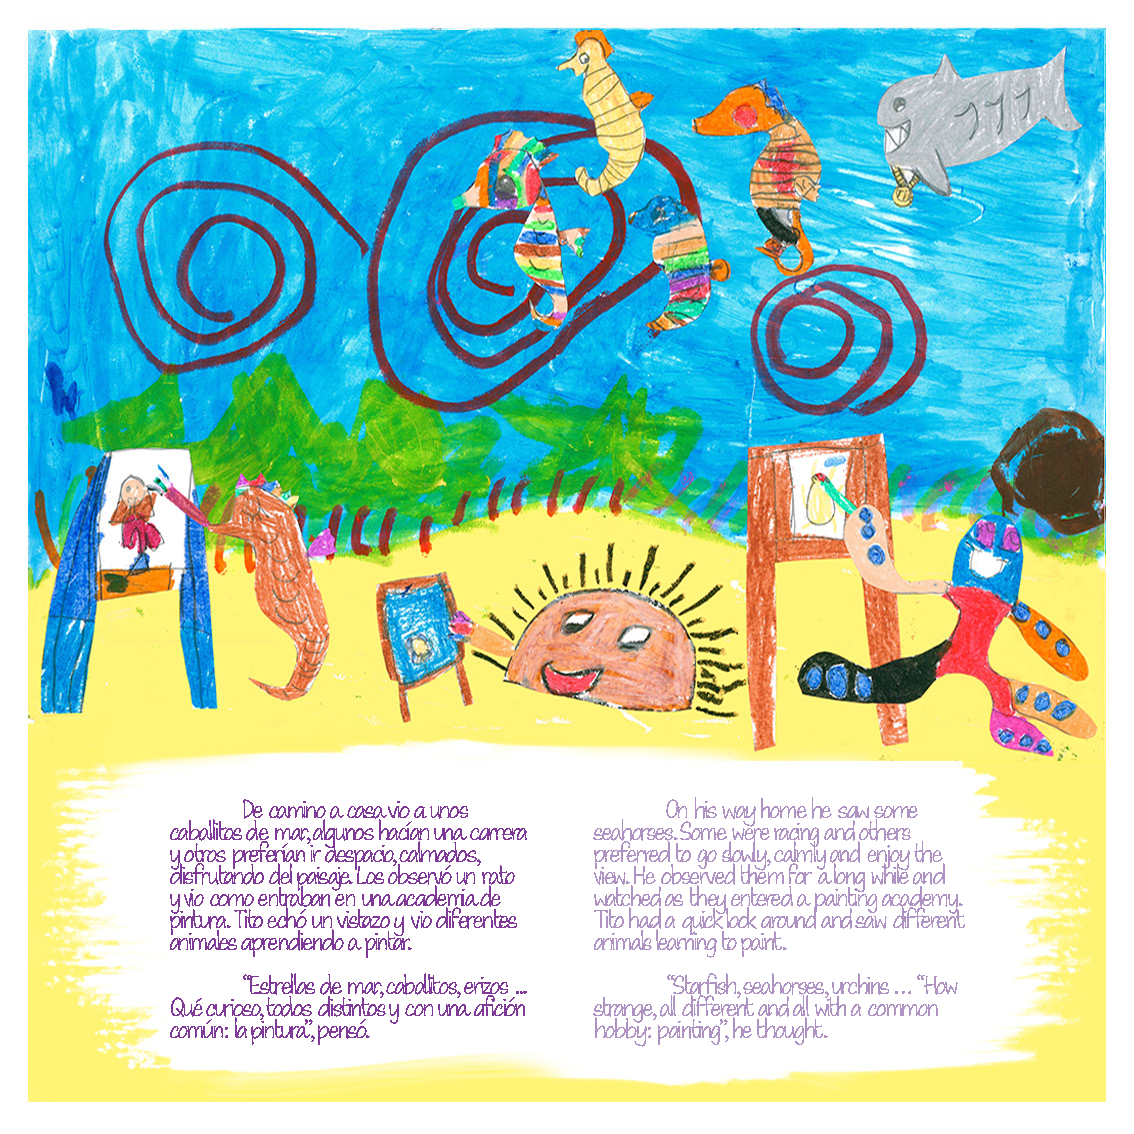 De camino a casa vio a unos
caballitos de mar, algunos hacían una carrera
y otros preferían ir despacio, calmados,
disfrutando del paisaje. Los observó un rato
y vio como entraban en una academia de
pintura. Tito echó un vistazo y vio diferentes
animales aprendiendo a pintar.
"Estrellas de mar, caballitos, erizos ...
Qué curioso, todos distintos y con una afición
común: la pintura", pensó.
On his way home he saw some
seahorses. Some were racing and others
preferred to go slowly, calmly and enjoy the
view. He observed them for a long while and
watched as they entered a painting academy.
Tito had a quick look around and saw different
animals learning to paint.
"Starfish, seahorses, urchins ... "How
strange, all different and all with a common
hobby: painting", he thought.